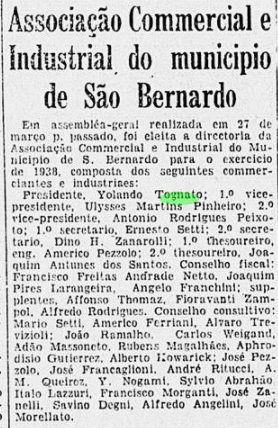 Associação Commercial e
Industrial do municipio
de São Bernardo
Em assembléa-geral realizada em 27 de
março p. passado, foi eleita a directoria da
Associação Commercial e Industrial do Mu-
nicipio de S. Bernardo para o exercicio
de 1938, composta dos seguintes commer-
ciantes e industriaes:
Presidente, Yolando Tognato; 1.º vice-
presidente, Ulysses Martins Pinheiro; 2.º
vice-presidente, Antonio Rodrigues Peixo-
to; 1.º secretario, Ernesto Setti; 2.º secre-
tario, Dino H. Zanarolli; 1.º thesoureiro,
eng. Americo Pezzolo; 2.º thesoureiro, Joa-
quim Antunes dos Santos. Conselho fiscal:
Francisco Freitas Amfrade Netto, Joaquim
Pires Larangeira, Angelo Franchini; sup-
plentes, Affonso Thomaz, Fioravanti Zam-
pol, Alfredo Rodrigues. Conselho consultivo:
Mario Setti, Americo Ferriani, Alvaro Tre-
vizioli; João Ramalho, Carlos Weigand,
Adão Massoneto, Rubens Magalhães, Aphro-
disio Gutierrez, Alberto Kowarick; José Pez-
zolo, José Francaglioni, André Ritucci, A.
M. Queiroz, Y. Nogami, Sylvio Abrahão
Italo Lazzuri, Francisco Morganti, José Za-
nelli, Savino Degni, Alfredo Angelini, José
Morellato.